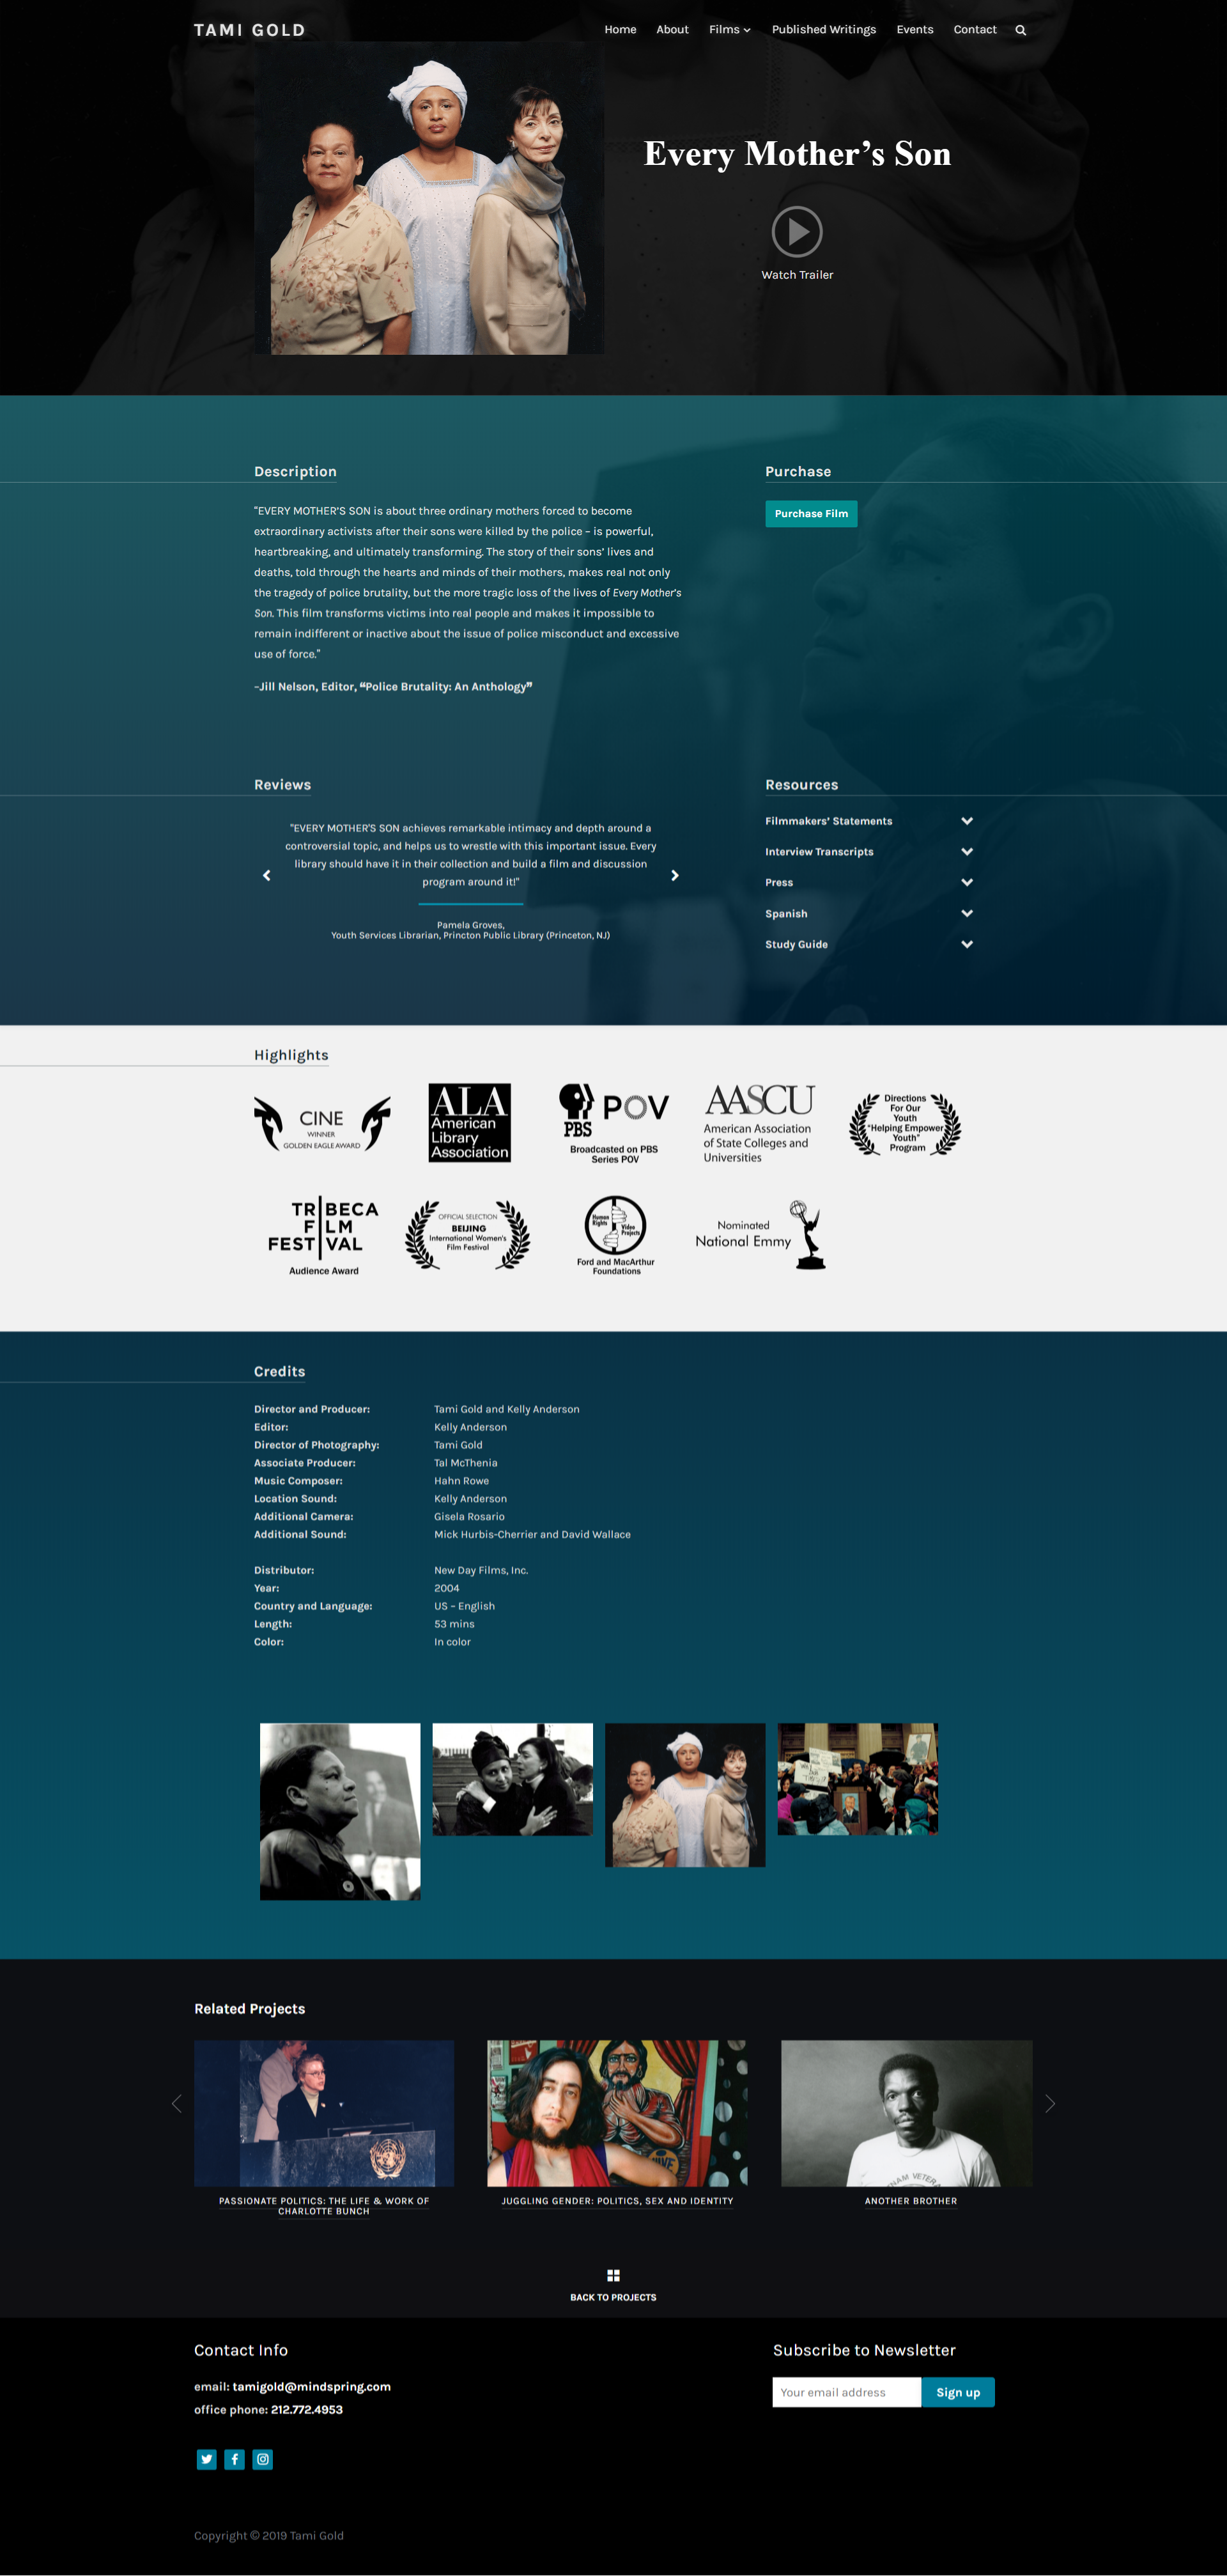 TAMI GOLD
Home About Films Published Writings Events Contact
Every Mother’s Son
Watch Trailer
Description
"EVERY MOTHER’S SON is about three ordinary mothers forced to become
extraordinary activists after their sons were killed by the police – is powerful,
heartbreaking, and ultimately transforming. The story of their sons’ lives and
deaths, told through the hearts and minds of their mothers, makes real not only
the tragedy of police brutality, but the more tragic loss of the lives of Every Mother’s
Son. This film transforms victims into real people and makes it impossible to
remain indifferent or inactive about the issue of police misconduct and excessive
use of force."
–Jill Nelson, Editor, “Police Brutality: An Anthology”
Purchase
Purchase Film
Reviews
"EVERY MOTHER'S SON achieves remarkable intimacy and depth around a
controversial topic, and helps us to wrestle with this important issue. Every
library should have it in their collection and build a film and discussion
program around it!"
Pamela Groves,
Youth Services Librarian, Princton Public Library (Princeton, NJ)
Resources
Filmmakers’ Statements
Interview Transcripts
Press
Spanish
Study Guide
Highlights
CINE
WINNER
GOLDEN EAGLE AWARD
ALA
American
Library
Association
PBS
POV
Broadcasted on PBS
Series POV
AASCU
American Association
of State Colleges and
Universities
Directions
For Our
Youth
"Helping Empower
Youth"
Program
TRIBECA
FILM
FESTIVAL
Audience Award
OFFICIAL SELECTION
BEIJING
International Women's
Film Festival
Human
Rights
Video
Projects
Ford and MacArthur
Foundations
Nominated
National Emmy
Credits
Director and Producer: Tami Gold and Kelly Anderson
Editor: Kelly Anderson
Director of Photography: Tami Gold
Associate Producer: Tal McThenia
Music Composer: Hahn Rowe
Location Sound: Kelly Anderson
Additional Camera: Gisela Rosario
Additional Sound: Mick Hurbis-Cherrier and David Wallace
Distributor: New Day Films, Inc.
Year: 2004
Country and Language: US – English
Length: 53 mins
Color: In color
Related Projects
PASSIONATE POLITICS: THE LIFE & WORK OF
CHARLOTTE BUNCH
JUGGLING GENDER: POLITICS, SEX AND IDENTITY
ANOTHER BROTHER
BACK TO PROJECTS
Contact Info
email: tamigold@mindspring.com
office phone: 212.772.4953
Subscribe to Newsletter
Your email address
Sign up
Copyright © 2019 Tami Gold